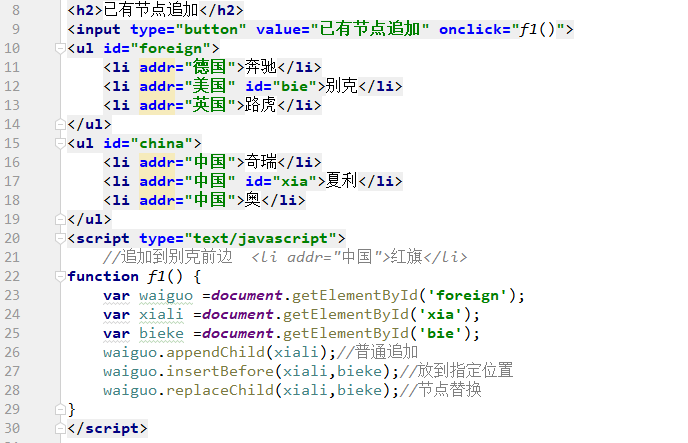 8 <h2>已有节点追加</h2>
9 <input type="button" value="已有节点追加" onclick="f1()">
10 <ul id="foreign">
11 <li addr="德国">奔驰</li>
12 <li addr="美国" id="bie">别克</li>
13 <li addr="英国">路虎</li>
14 </ul>
15 <ul id="china">
16 <li addr="中国">奇瑞</li>
17 <li addr="中国" id="xia">夏利</li>
18 <li addr="中国">奥</li>
19 </ul>
20 <script type="text/javascript">
21 //追加到别克前边 <li addr="中国">红旗</li>
22 function f1() {
23 var waiguo =document.getElementById('foreign');
24 var xiali =document.getElementById('xia');
25 var bieke =document.getElementById('bie');
26 waiguo.appendChild(xiali);//普通追加
27 waiguo.insertBefore(xiali,bieke);//放到指定位置
28 waiguo.replaceChild(xiali,bieke);//节点替换
29 }
30 </script>